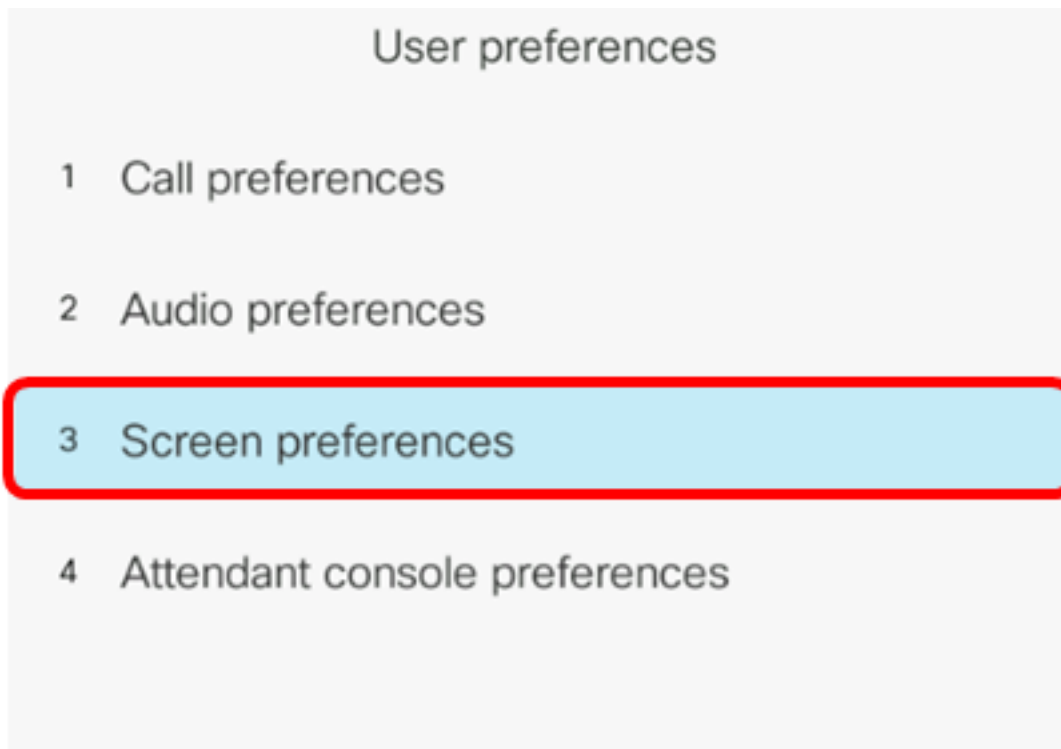 User preferences
1 Call preferences
2 Audio preferences
3 Screen preferences
4 Attendant console preferences